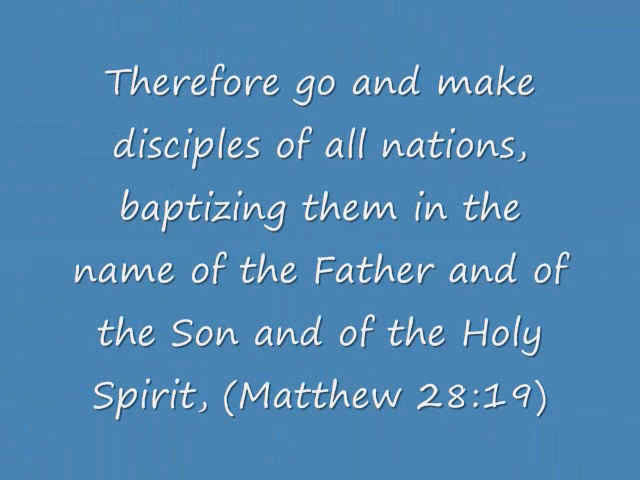 Therefore go and make
disciples of all nations,
baptizing them in the
name of the Father and of
the Son and of the Holy
Spirit, (Matthew 28:19)